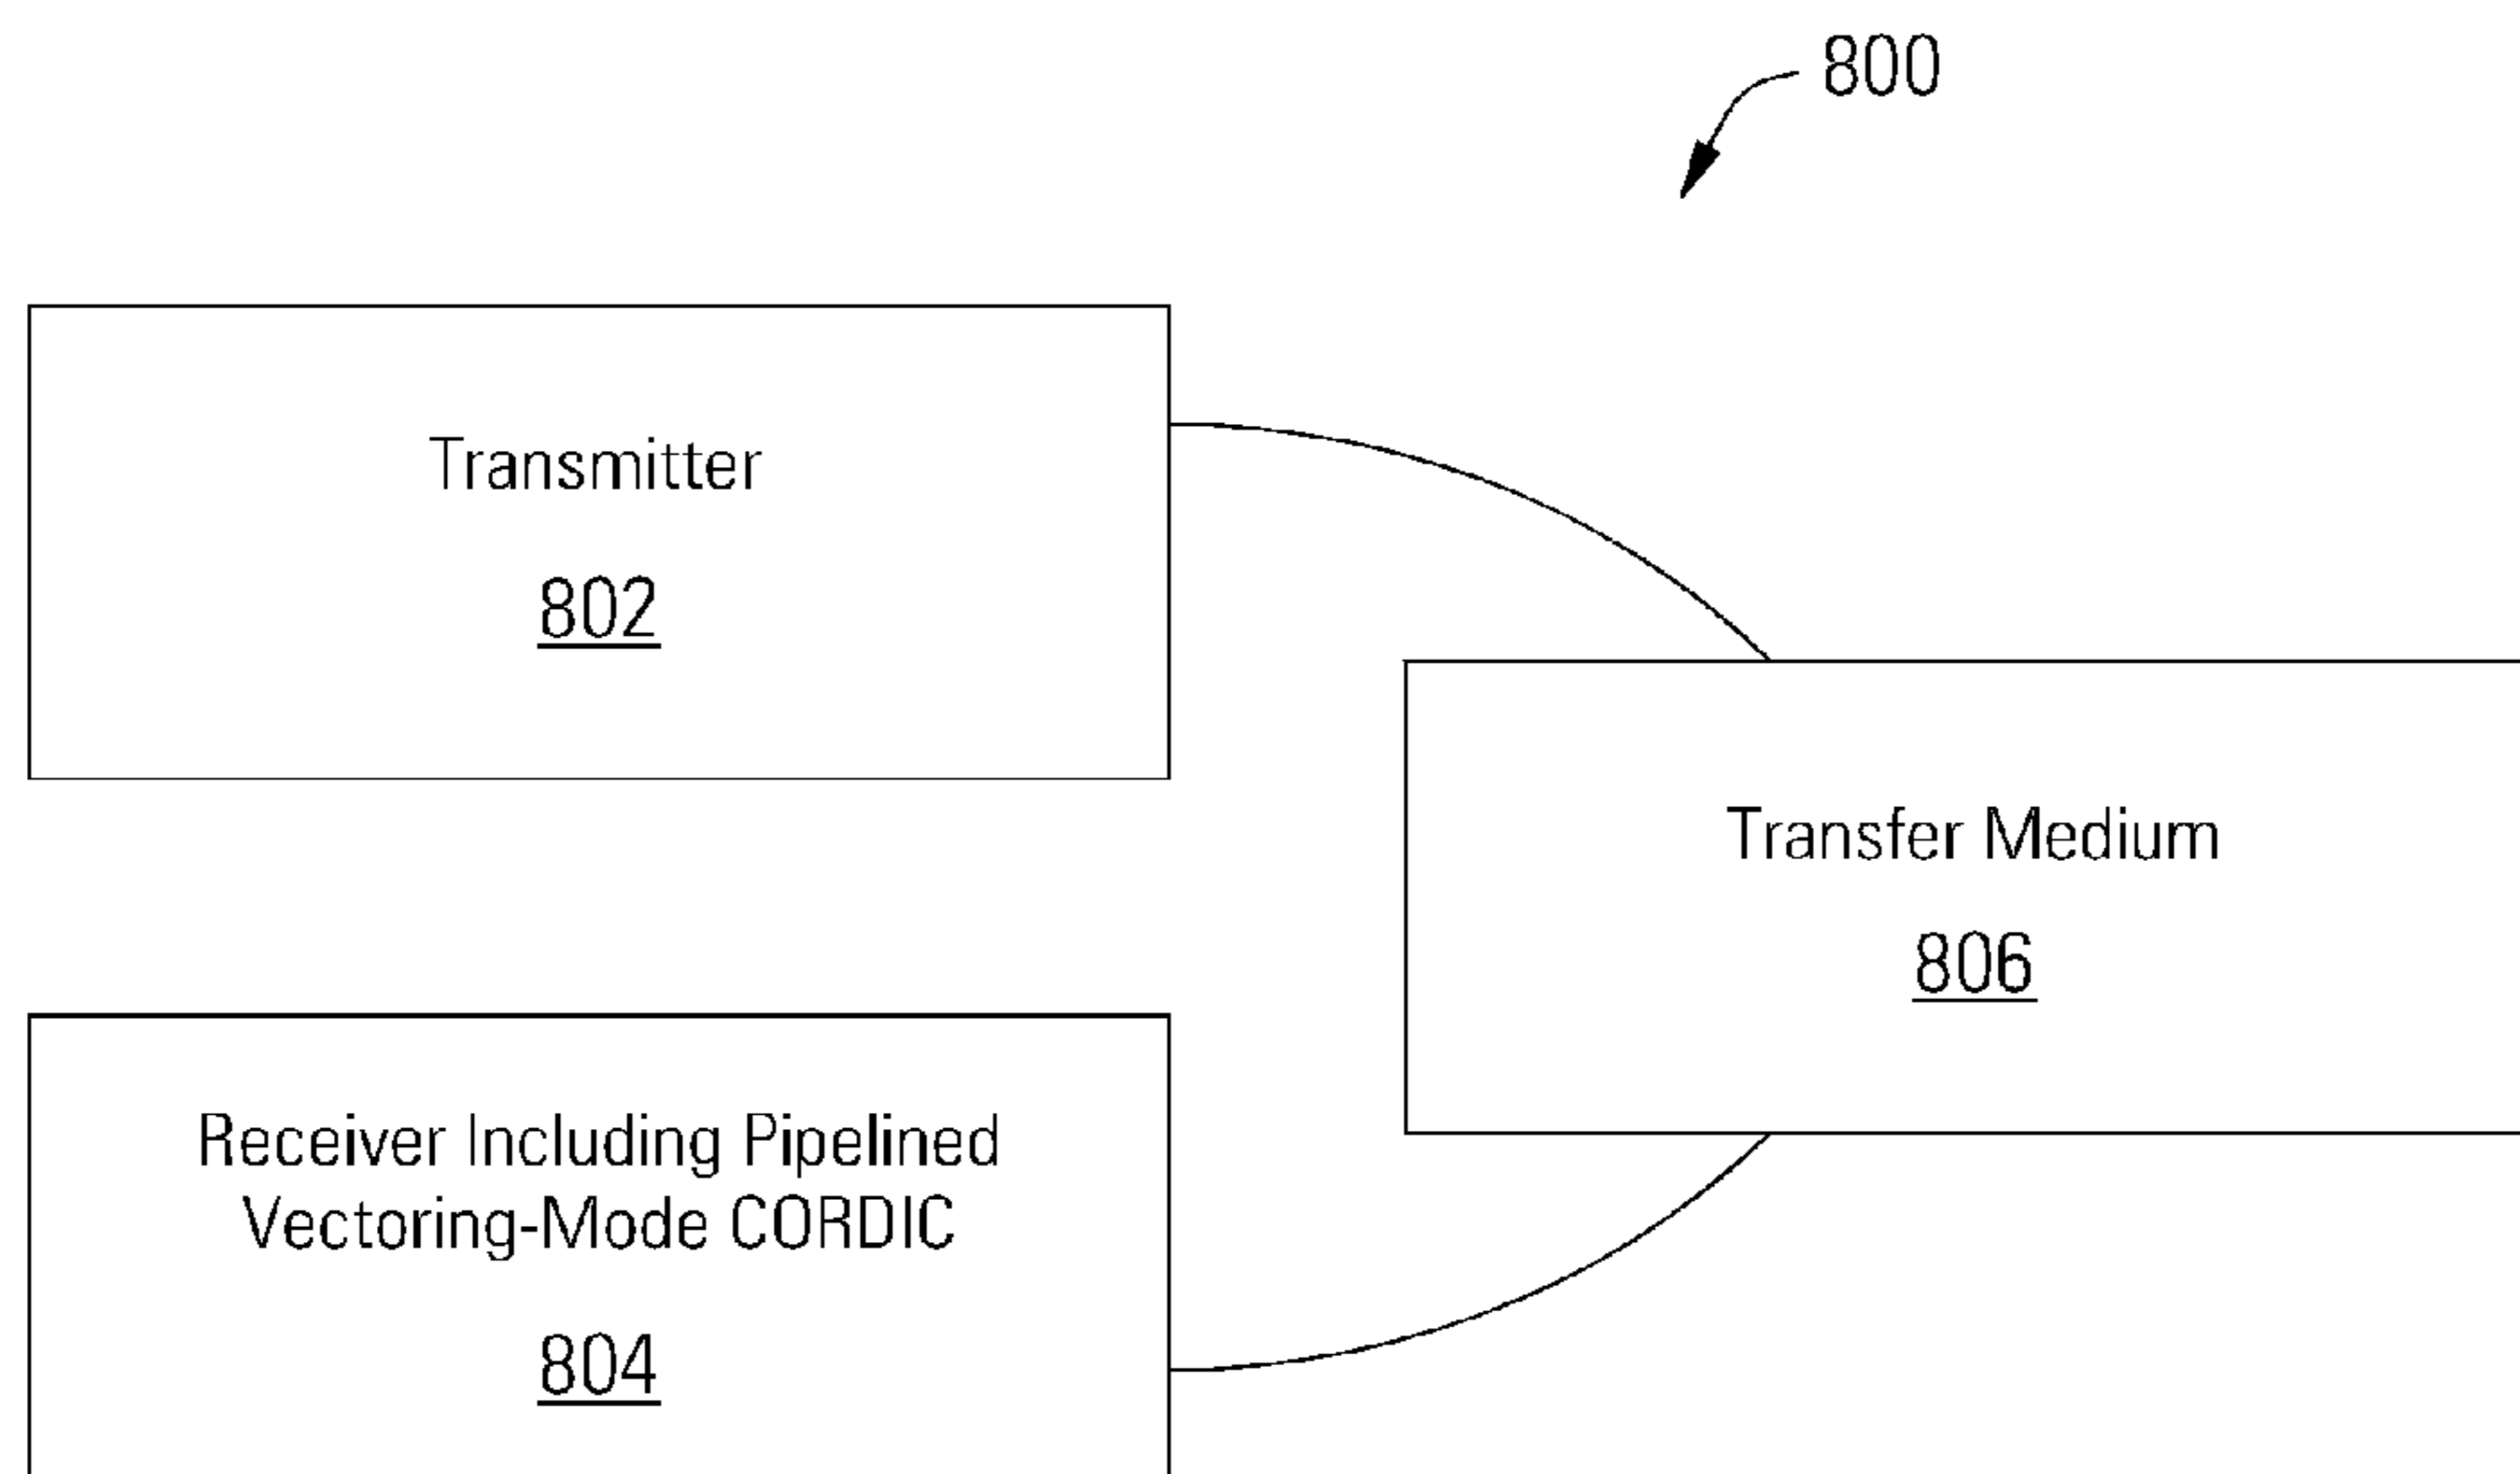 800
Transmitter
802
Transfer Medium
806
Receiver Including Pipelined
Vectoring-Mode CORDIC
804